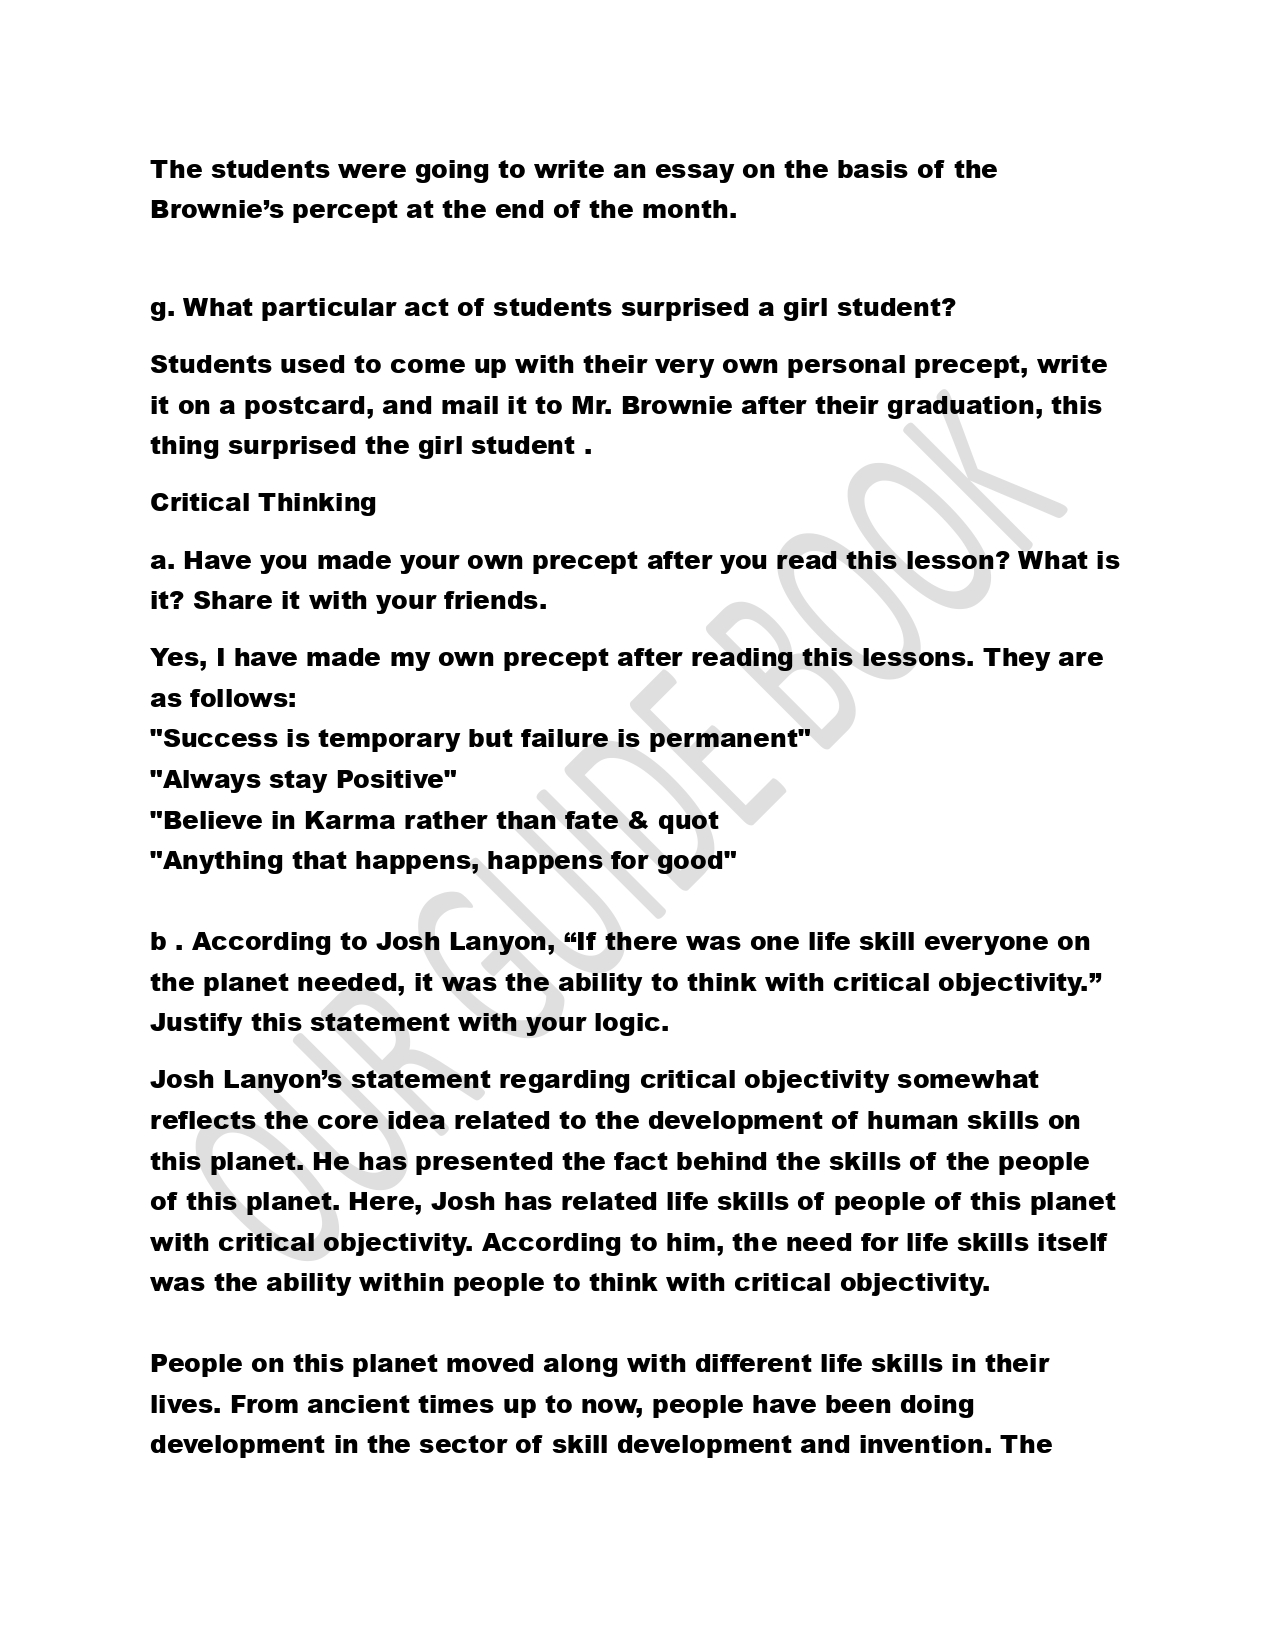 The students were going to write an essay on the basis of the
Brownie’s percept at the end of the month.
g. What particular act of students surprised a girl student?
Students used to come up with their very own personal precept, write
it on a postcard, and mail it to Mr. Brownie after their graduation, this
thing surprised the girl student .
Critical Thinking
a. Have you made your own precept after you read this lesson? What is
it? Share it with your friends.
Yes, I have made my own precept after reading this lessons. They are
as follows:
"Success is temporary but failure is permanent"
"Always stay Positive"
"Believe in Karma rather than fate & quot
"Anything that happens, happens for good"
b . According to Josh Lanyon, “If there was one life skill everyone on
the planet needed, it was the ability to think with critical objectivity.”
Justify this statement with your logic.
Josh Lanyon’s statement regarding critical objectivity somewhat
reflects the core idea related to the development of human skills on
this planet. He has presented the fact behind the skills of the people
of this planet. Here, Josh has related life skills of people of this planet
with critical objectivity. According to him, the need for life skills itself
was the ability within people to think with critical objectivity.
People on this planet moved along with different life skills in their
lives. From ancient times up to now, people have been doing
development in the sector of skill development and invention. The
OUR GUIDE BOOK